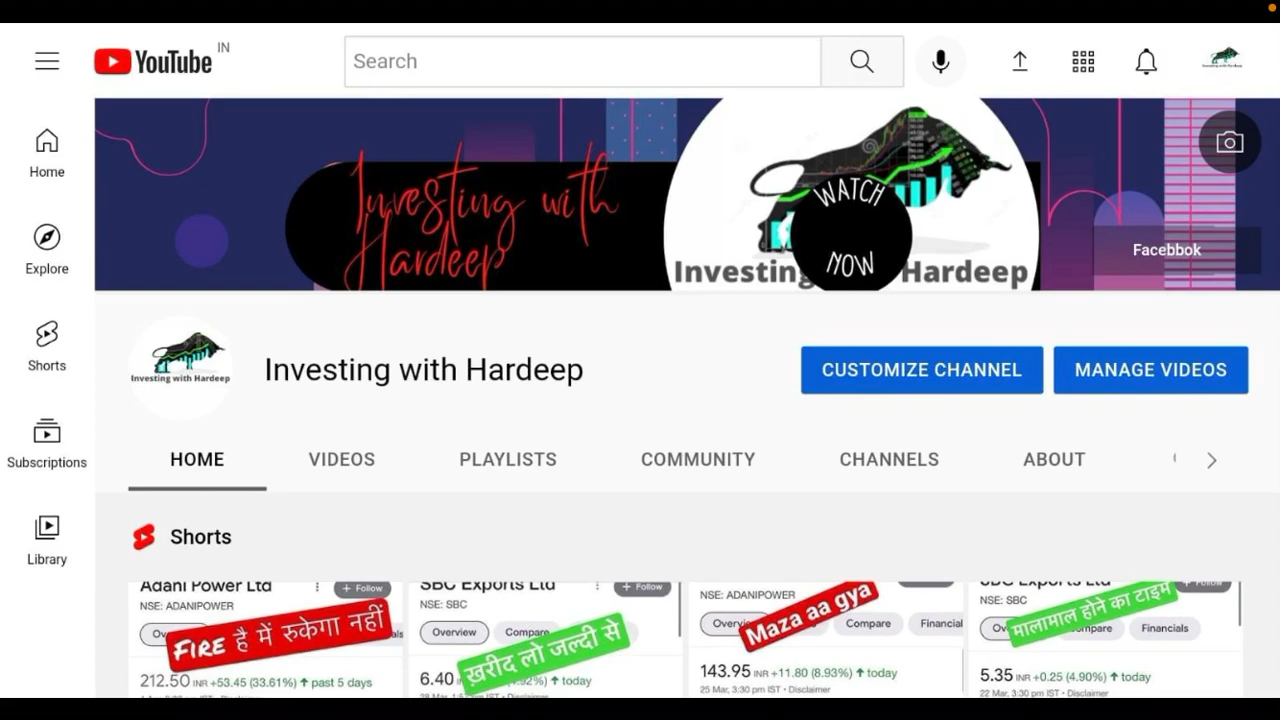 YouTube IN
Search
Home
Explore
Shorts
Subscriptions
Library
Investing with
Hardeep
WATCH
NOW
Investing Hardeep
Facebbok
Investing with Hardeep
Investing with Hardeep
CUSTOMIZE CHANNEL
MANAGE VIDEOS
HOME VIDEOS PLAYLISTS COMMUNITY CHANNELS ABOUT
Shorts
Adani Power Ltd
+ Follow
NSE: ADANIPOWER
FIRE है में रुकेगा नहीं
212.50 INR +53.45 (33.61%) ↑ past 5 days
SBC Exports Ltd
+ Follow
NSE: SBC
Overview Compare
ख़रीद लो जल्दी से
6.40 today
NSE: ADANIPOWER
Maza aa gya
Compare Financial
143.95 INR +11.80 (8.93%) ↑ today
25 Mar, 3:30 pm IST • Disclaimer
SBC Exports Ltd
+ Follow
NSE: SBC
मालामाल होने का टाइम
Financials
5.35 INR +0.25 (4.90%) ↑ today
22 Mar, 3:30 pm IST • Disclaimer